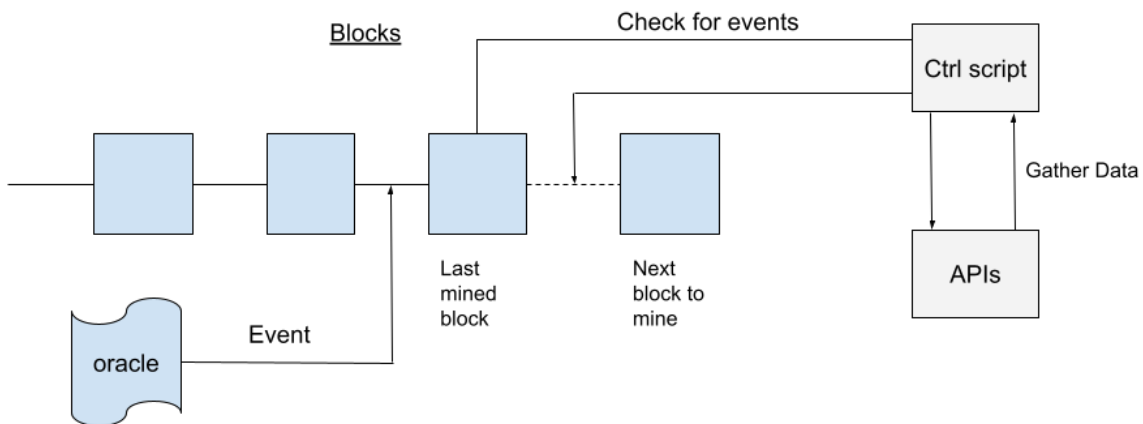 Blocks
Check for events
Ctrl script
Gather Data
Last
mined
block
Next
block to
mine
APIs
Event
oracle